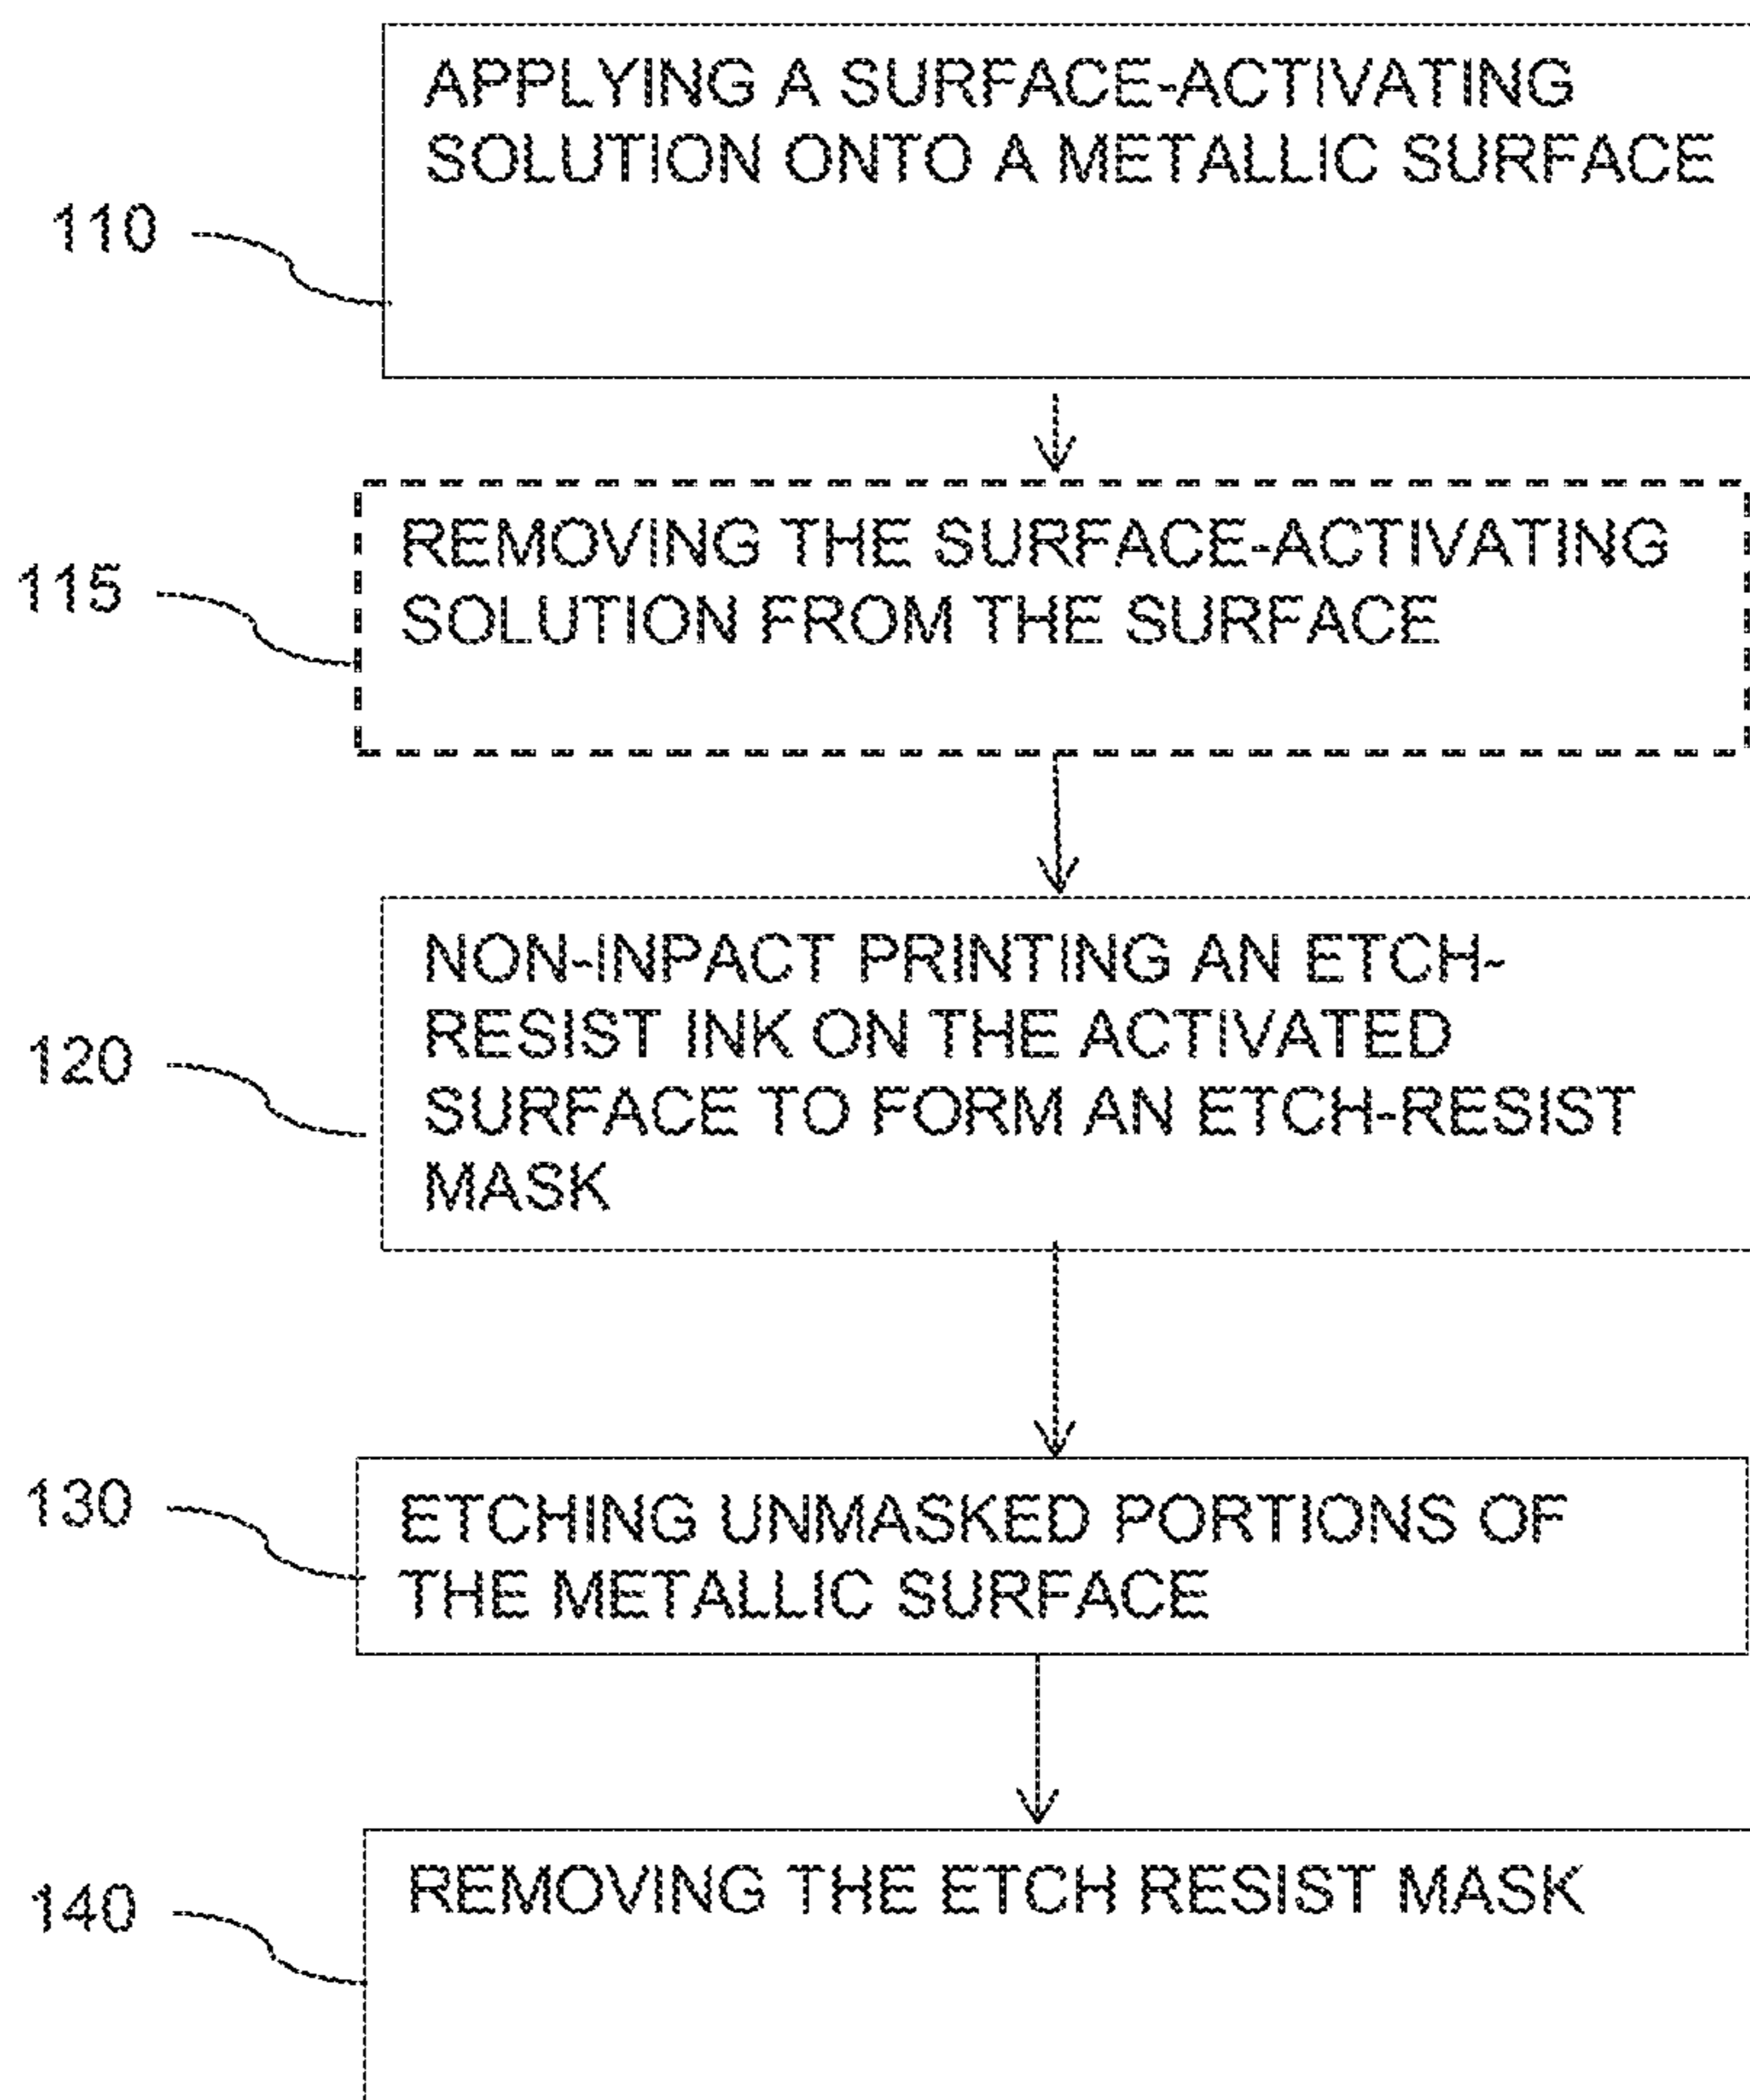 APPLYING A SURFACE-ACTIVATING
SOLUTION ONTO A METALLIC SURFACE
110
REMOVING THE SURFACE-ACTIVATING
SOLUTION FROM THE SURFACE
115
NON-INPACT PRINTING AN ETCH-
RESIST INK ON THE ACTIVATED
SURFACE TO FORM AN ETCH-RESIST
MASK
120
ETCHING UNMASKED PORTIONS OF
THE METALLIC SURFACE
130
REMOVING THE ETCH RESIST MASK
140